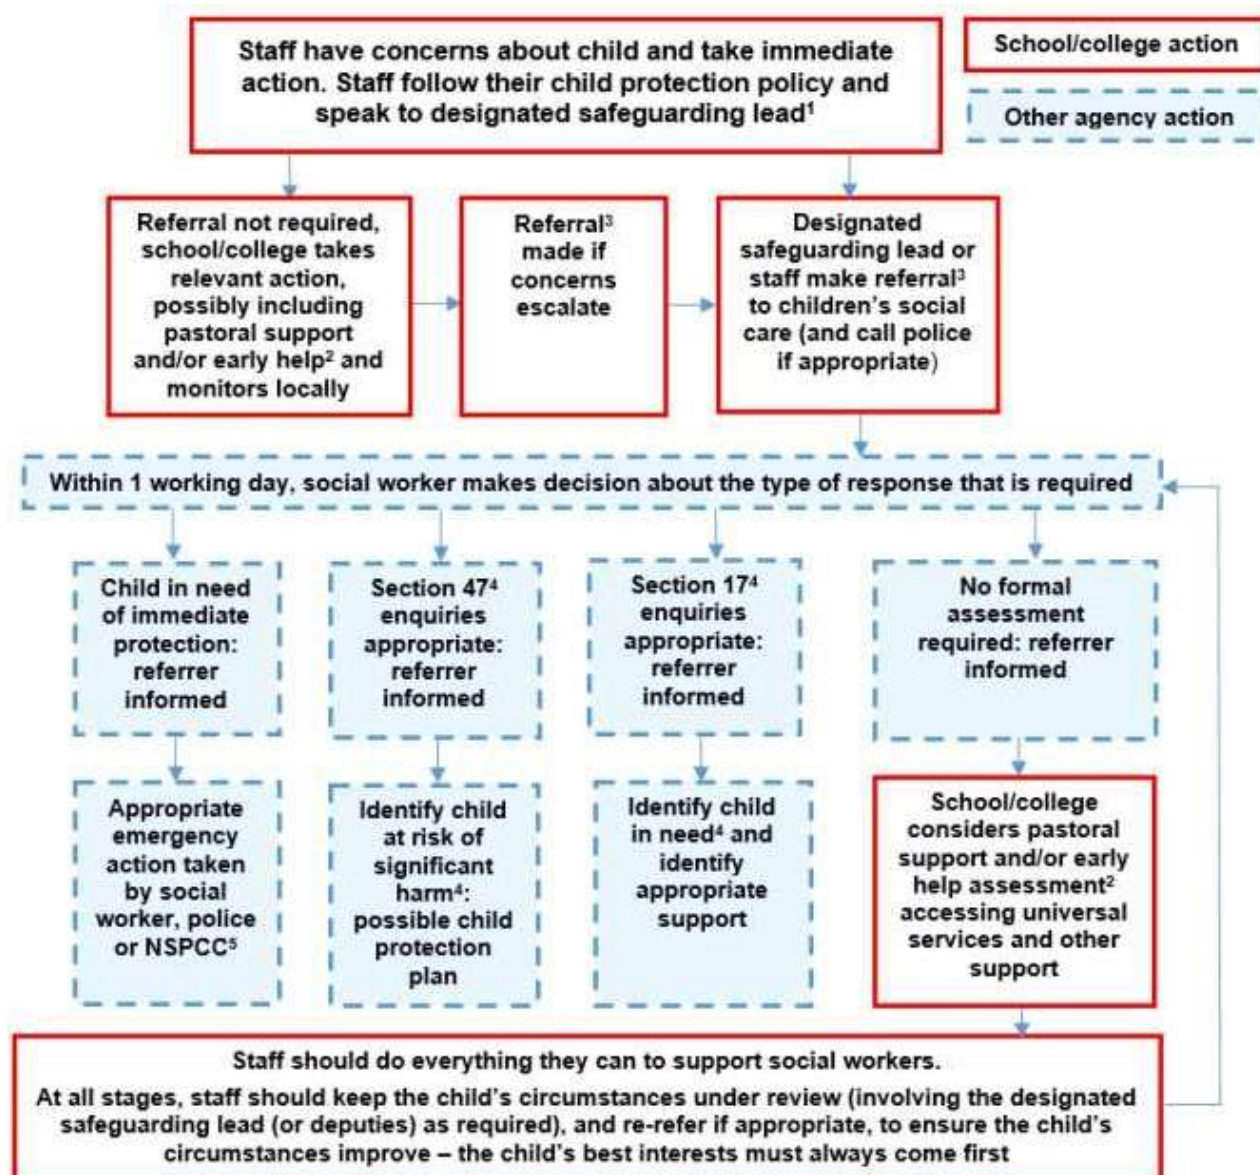 Staff have concerns about child and take immediate
action. Staff follow their child protection policy and
speak to designated safeguarding lead¹
School/college action
Other agency action
Referral not required,
school/college takes
relevant action,
possibly including
pastoral support
and/or early help² and
monitors locally
Referral³
made if
concerns
escalate
Designated
safeguarding lead or
staff make referral³
to children's social
care (and call police
if appropriate)
Within 1 working day, social worker makes decision about the type of response that is required
Child in need
of immediate
protection:
referrer
informed
Section 47⁴
enquiries
appropriate:
referrer
informed
Section 17⁴
enquiries
appropriate:
referrer
informed
No formal
assessment
required: referrer
informed
Appropriate
emergency
action taken
by social
worker, police
or NSPCC⁵
Identify child
at risk of
significant
harm⁴:
possible child
protection
plan
Identify child
in need⁴ and
identify
appropriate
support
School/college
considers pastoral
support and/or early
help assessment²
accessing universal
services and other
support
Staff should do everything they can to support social workers.
At all stages, staff should keep the child's circumstances under review (involving the designated
safeguarding lead (or deputies) as required), and re-refer if appropriate, to ensure the child's
circumstances improve – the child's best interests must always come first